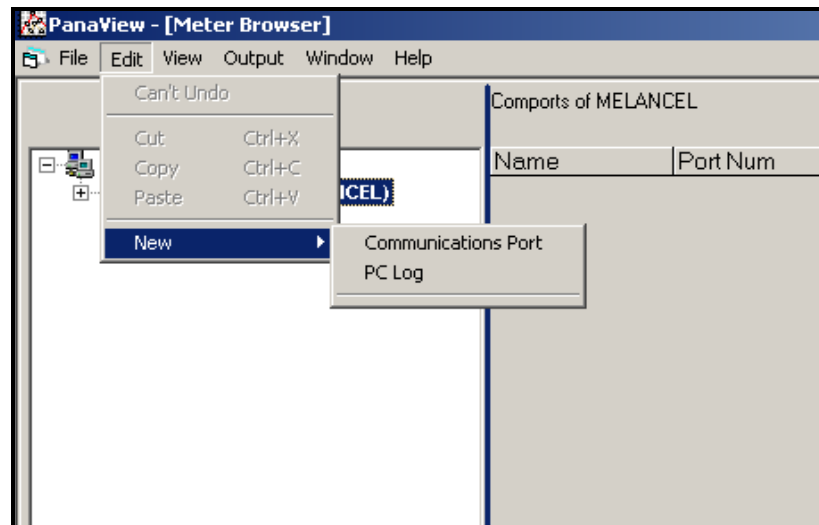 PanaView - [Meter Browser]
File Edit View Output Window Help
Can't Undo
Cut Ctrl+X
Copy Ctrl+C
Paste Ctrl+V
New
Communications Port
PC Log
ICEL)
Comports of MELANCEL
Name Port Num